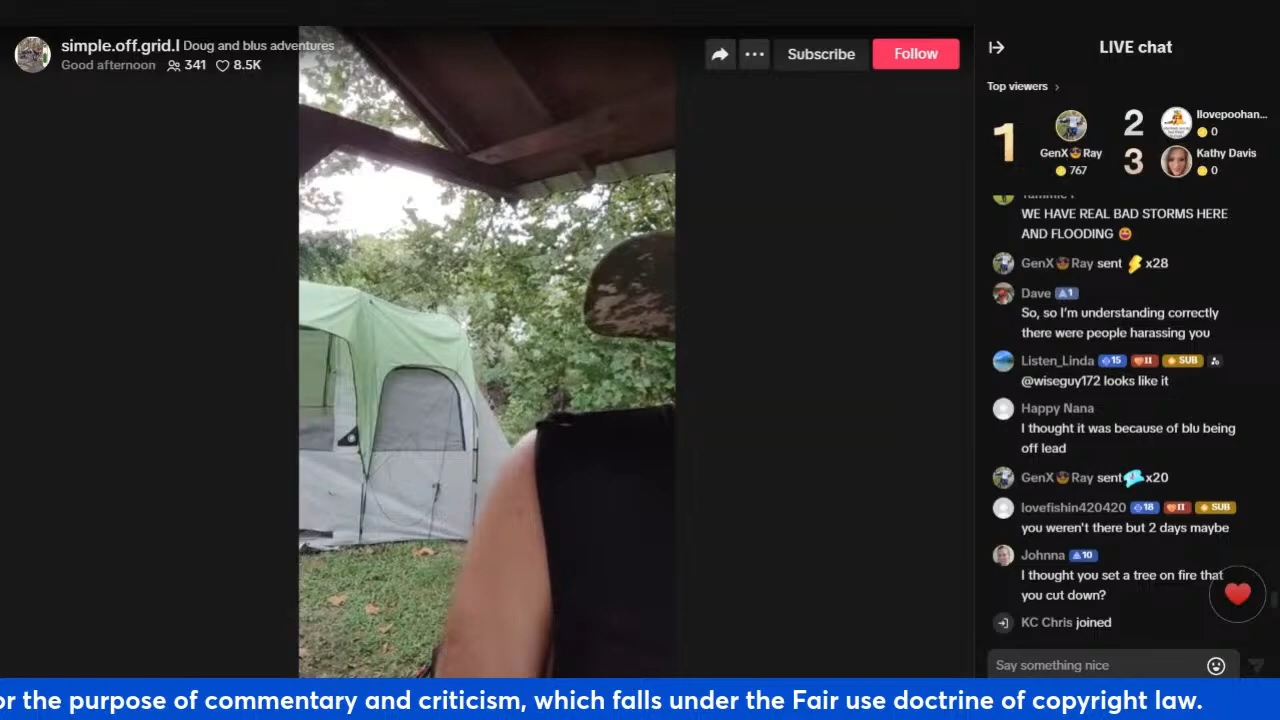 simple.off.grid.l Doug and blus adventures
Good afternoon 341 8.5K
Subscribe
Follow
LIVE chat
Top viewers
1
GenX Ray
767
2
Ilovepoohan...
0
3
Kathy Davis
0
WE HAVE REAL BAD STORMS HERE
AND FLOODING
GenX Ray sent x28
Dave 1
So, so I'm understanding correctly
there were people harassing you
Listen_Linda 15 II SUB
@wiseguy172 looks like it
Happy Nana
I thought it was because of blu being
off lead
GenX Ray sent x20
lovefishin420420 18 II SUB
you weren't there but 2 days maybe
Johnna 10
I thought you set a tree on fire that
you cut down?
KC Chris joined
Say something nice
or the purpose of commentary and criticism, which falls under the Fair use doctrine of copyright law.